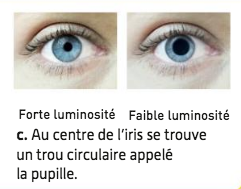 Forte luminosité Faible luminosité
c. Au centre de l'iris se trouve
un trou circulaire appelé
la pupille.